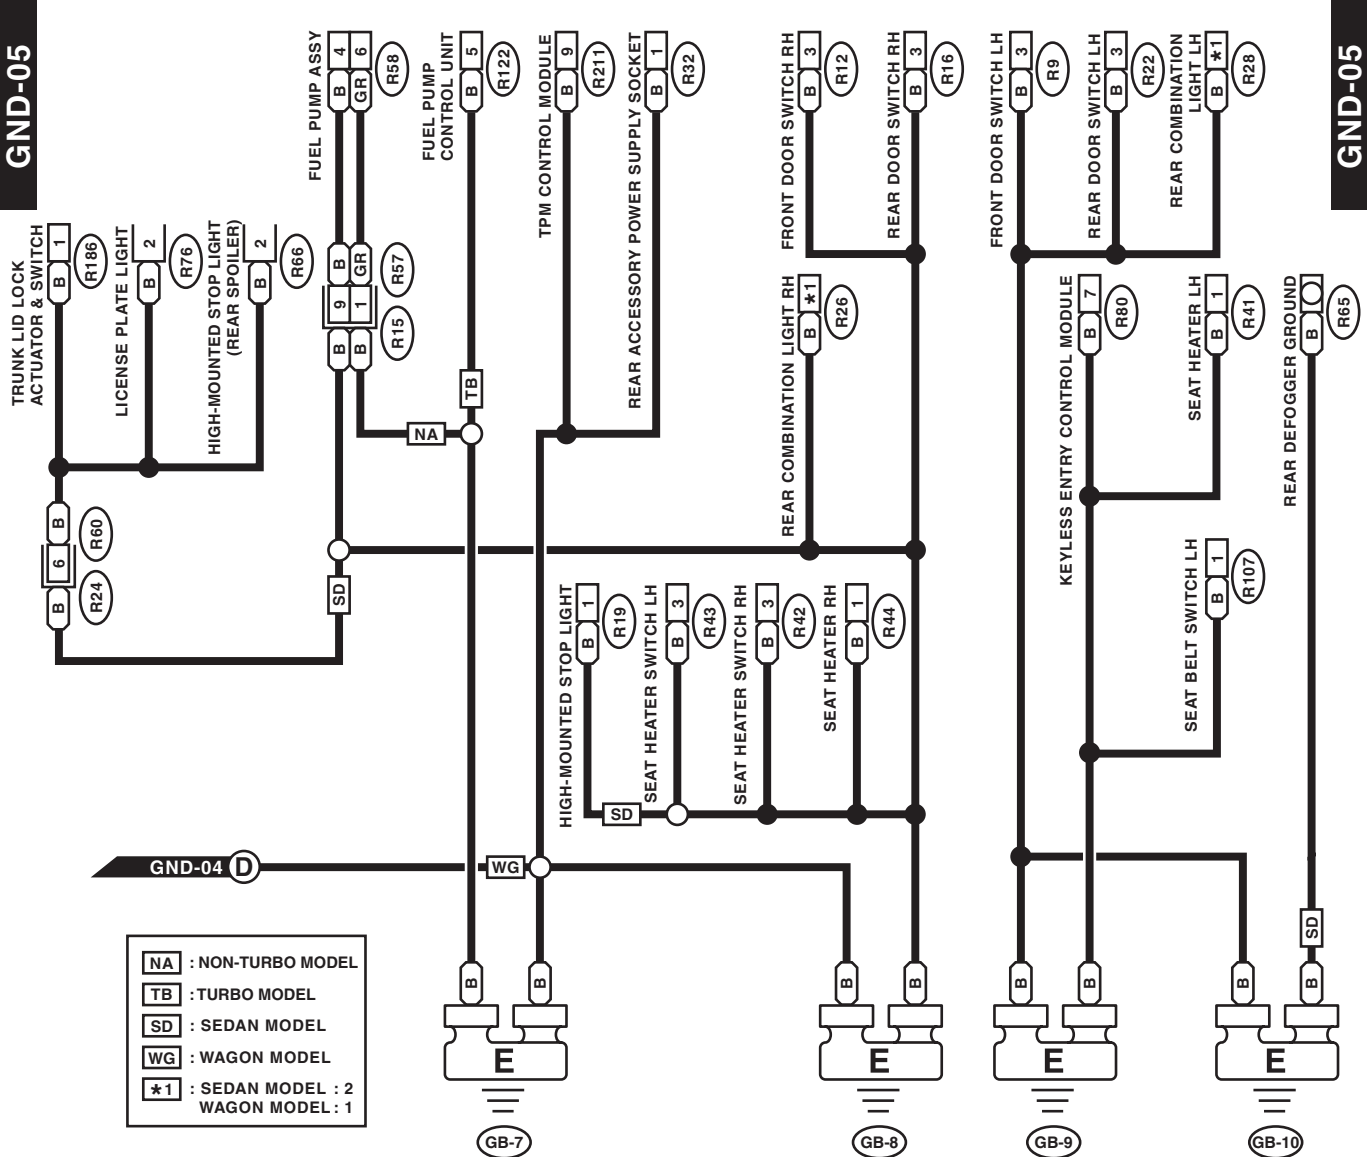 GND-05
GND-05
TRUNK LID LOCK
ACTUATOR & SWITCH
1
B
R186
LICENSE PLATE LIGHT
2
B
R76
HIGH-MOUNTED STOP LIGHT
(REAR SPOILER)
2
B
R66
FUEL PUMP ASSY
4
6
B
GR
R58
B
GR
R57
9
1
R15
B
B
FUEL PUMP
CONTROL UNIT
5
B
R122
TB
NA
TPM CONTROL MODULE
9
B
R211
REAR ACCESSORY POWER SUPPLY SOCKET
1
B
R32
FRONT DOOR SWITCH RH
3
B
R12
REAR DOOR SWITCH RH
3
B
R16
FRONT DOOR SWITCH LH
3
B
R9
REAR DOOR SWITCH LH
3
B
R22
REAR COMBINATION
LIGHT LH
*1
B
R28
REAR COMBINATION LIGHT RH
*1
B
R26
KEYLESS ENTRY CONTROL MODULE
7
B
R80
SEAT HEATER LH
1
B
R41
REAR DEFOGGER GROUND
B
R65
B
R60
6
R24
B
SD
HIGH-MOUNTED STOP LIGHT
1
B
R19
SEAT HEATER SWITCH LH
3
B
R43
SEAT HEATER SWITCH RH
3
B
R42
SEAT HEATER RH
1
B
R44
SEAT BELT SWITCH LH
1
B
R107
SD
GND-04 D
WG
SD
B
B
B
B
B
B
B
B
E
E
E
E
GB-7
GB-8
GB-9
GB-10
NA : NON-TURBO MODEL
TB : TURBO MODEL
SD : SEDAN MODEL
WG : WAGON MODEL
*1 : SEDAN MODEL : 2
WAGON MODEL : 1